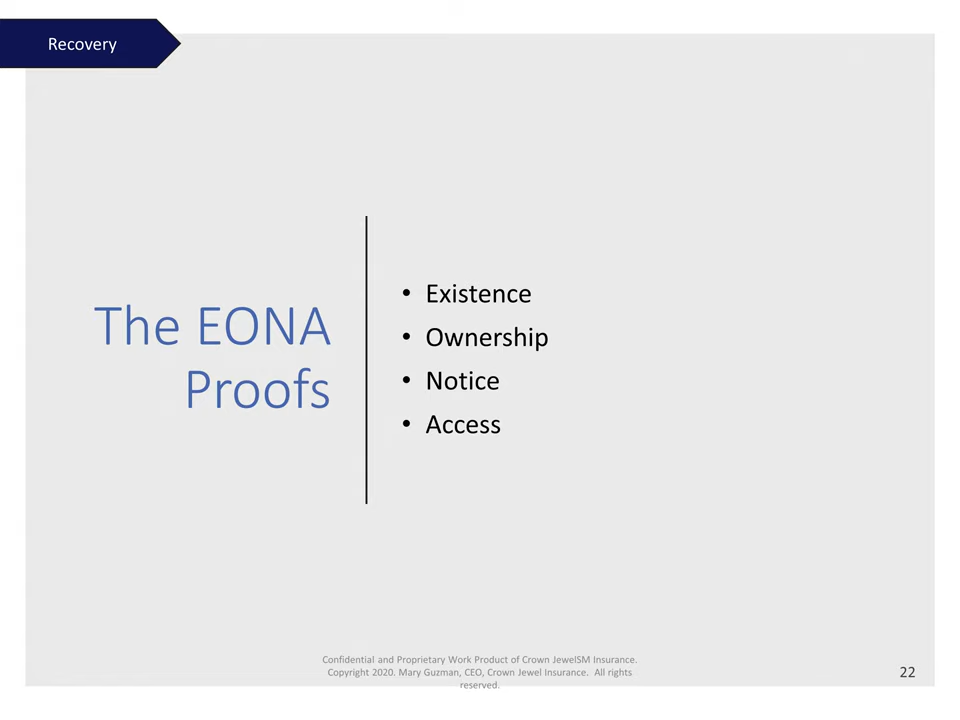 Recovery
The EONA
Proofs
• Existence
• Ownership
• Notice
• Access
Confidential and Proprietary Work Product of Crown JewelSM Insurance.
Copyright 2020. Mary Guzman, CEO, Crown Jewel Insurance. All rights
reserved.
22